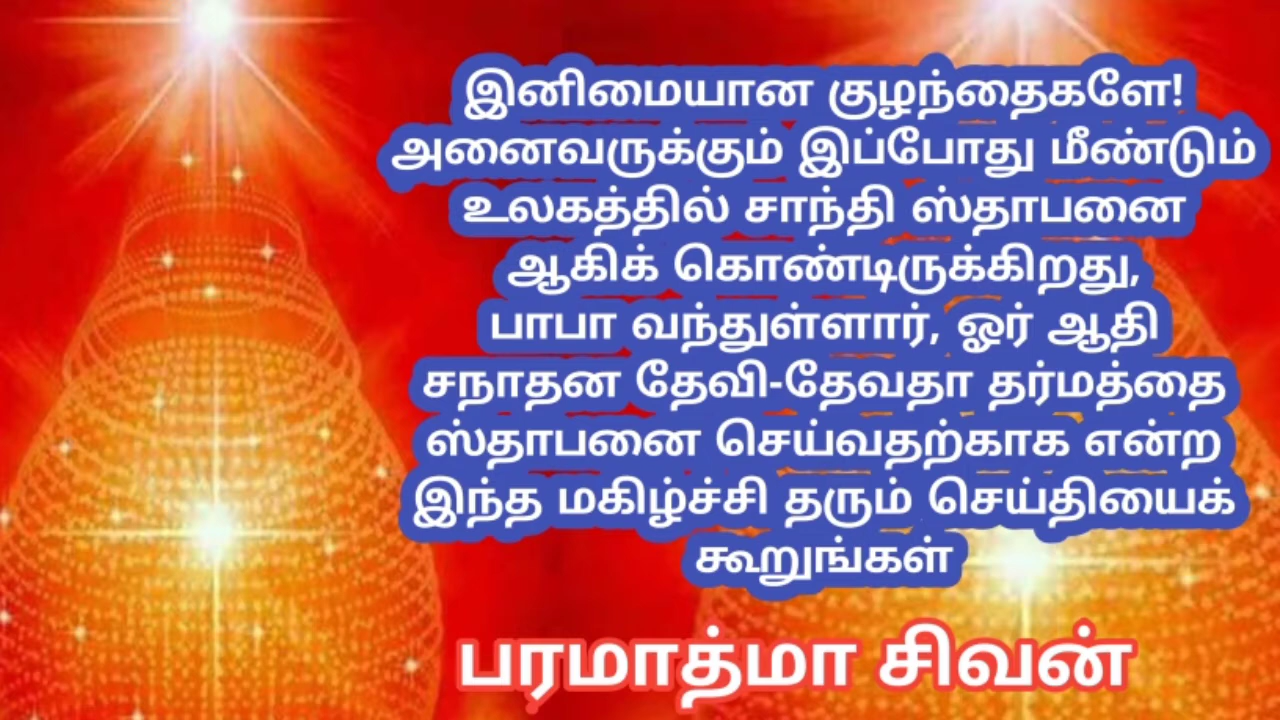 இனிமையான குழந்தைகளே!
அனைவருக்கும் இப்போது மீண்டும்
உலகத்தில் சாந்தி ஸ்தாபனை
ஆகிக் கொண்டிருக்கிறது,
பாபா வந்துள்ளார், ஓர் ஆதி
சநாதன தேவி-தேவதா தர்மத்தை
ஸ்தாபனை செய்வதற்காக என்ற
இந்த மகிழ்ச்சி தரும் செய்தியைக்
கூறுங்கள்
பரமாத்மா சிவன்